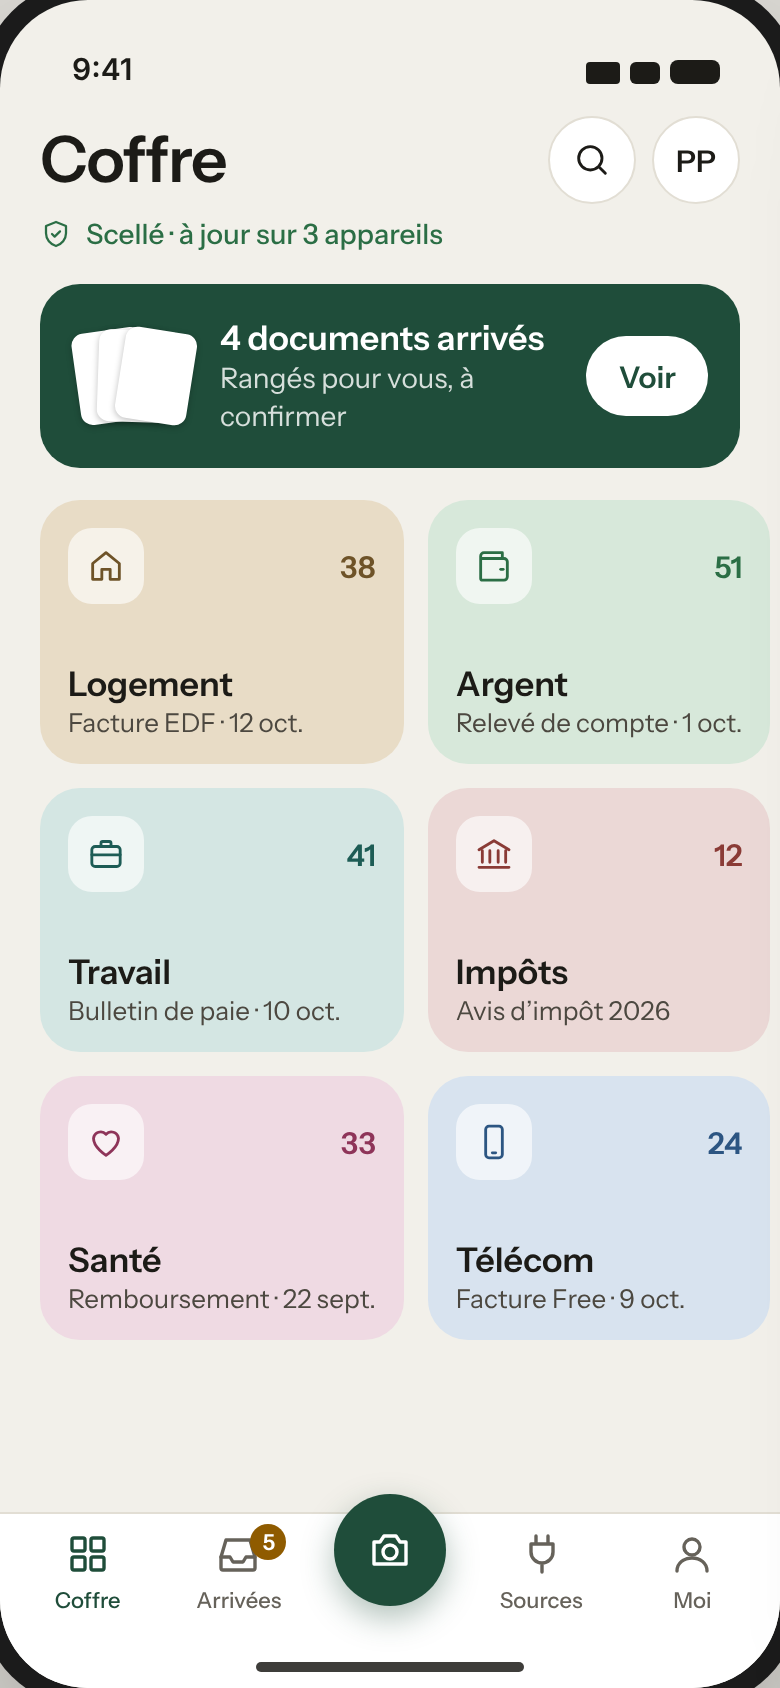 9:41
Coffre
PP
Scellé · à jour sur 3 appareils
4 documents arrivés
Rangés pour vous, à
confirmer
Voir
38
51
Logement
Facture EDF · 12 oct.
Argent
Relevé de compte · 1 oct.
41
12
Travail
Bulletin de paie · 10 oct.
Impôts
Avis d’impôt 2026
33
24
Santé
Remboursement · 22 sept.
Télécom
Facture Free · 9 oct.
5
Coffre
Arrivées
Sources
Moi